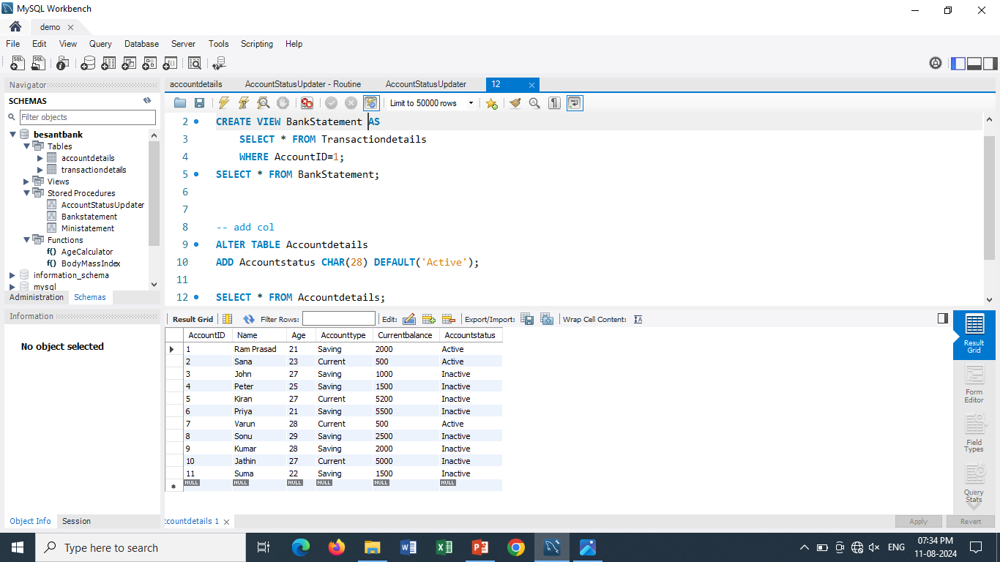 MySQL Workbench
demo
File Edit View Query Database Server Tools Scripting Help
Navigator
SCHEMAS
Filter objects
besantbank
Tables
accountdetails
transactiondetails
Views
Stored Procedures
AccountStatusUpdater
Bankstatement
Ministatement
Functions
f() AgeCalculator
f() BodyMassIndex
information_schema
mysql
Administration Schemas
Information
No object selected
Object Info Session
accountdetails AccountStatusUpdater - Routine AccountStatusUpdater 12
Limit to 50000 rows
2 CREATE VIEW BankStatement AS
3 SELECT * FROM Transactiondetails
4 WHERE AccountID=1;
5 SELECT * FROM BankStatement;
6
7
8 -- add col
9 ALTER TABLE Accountdetails
10 ADD Accountstatus CHAR(28) DEFAULT('Active');
11
12 SELECT * FROM Accountdetails;
Result Grid Filter Rows: Edit: Export/Import: Wrap Cell Content:
AccountID Name Age Accounttype Currentbalance Accountstatus
1 Ram Prasad 21 Saving 2000 Active
2 Sana 23 Current 500 Active
3 John 27 Saving 1000 Inactive
4 Peter 25 Saving 1500 Inactive
5 Kiran 27 Current 5200 Inactive
6 Priya 21 Saving 5500 Inactive
7 Varun 28 Current 500 Active
8 Sonu 29 Saving 2500 Inactive
9 Kumar 28 Saving 2000 Inactive
10 Jathin 27 Current 5000 Inactive
11 Suma 22 Saving 1500 Inactive
NULL NULL NULL NULL NULL NULL
Result
Grid
Form
Editor
Field
Types
Query
Stats
ccountdetails 1
Apply Revert
Type here to search
ENG
07:34 PM
11-08-2024